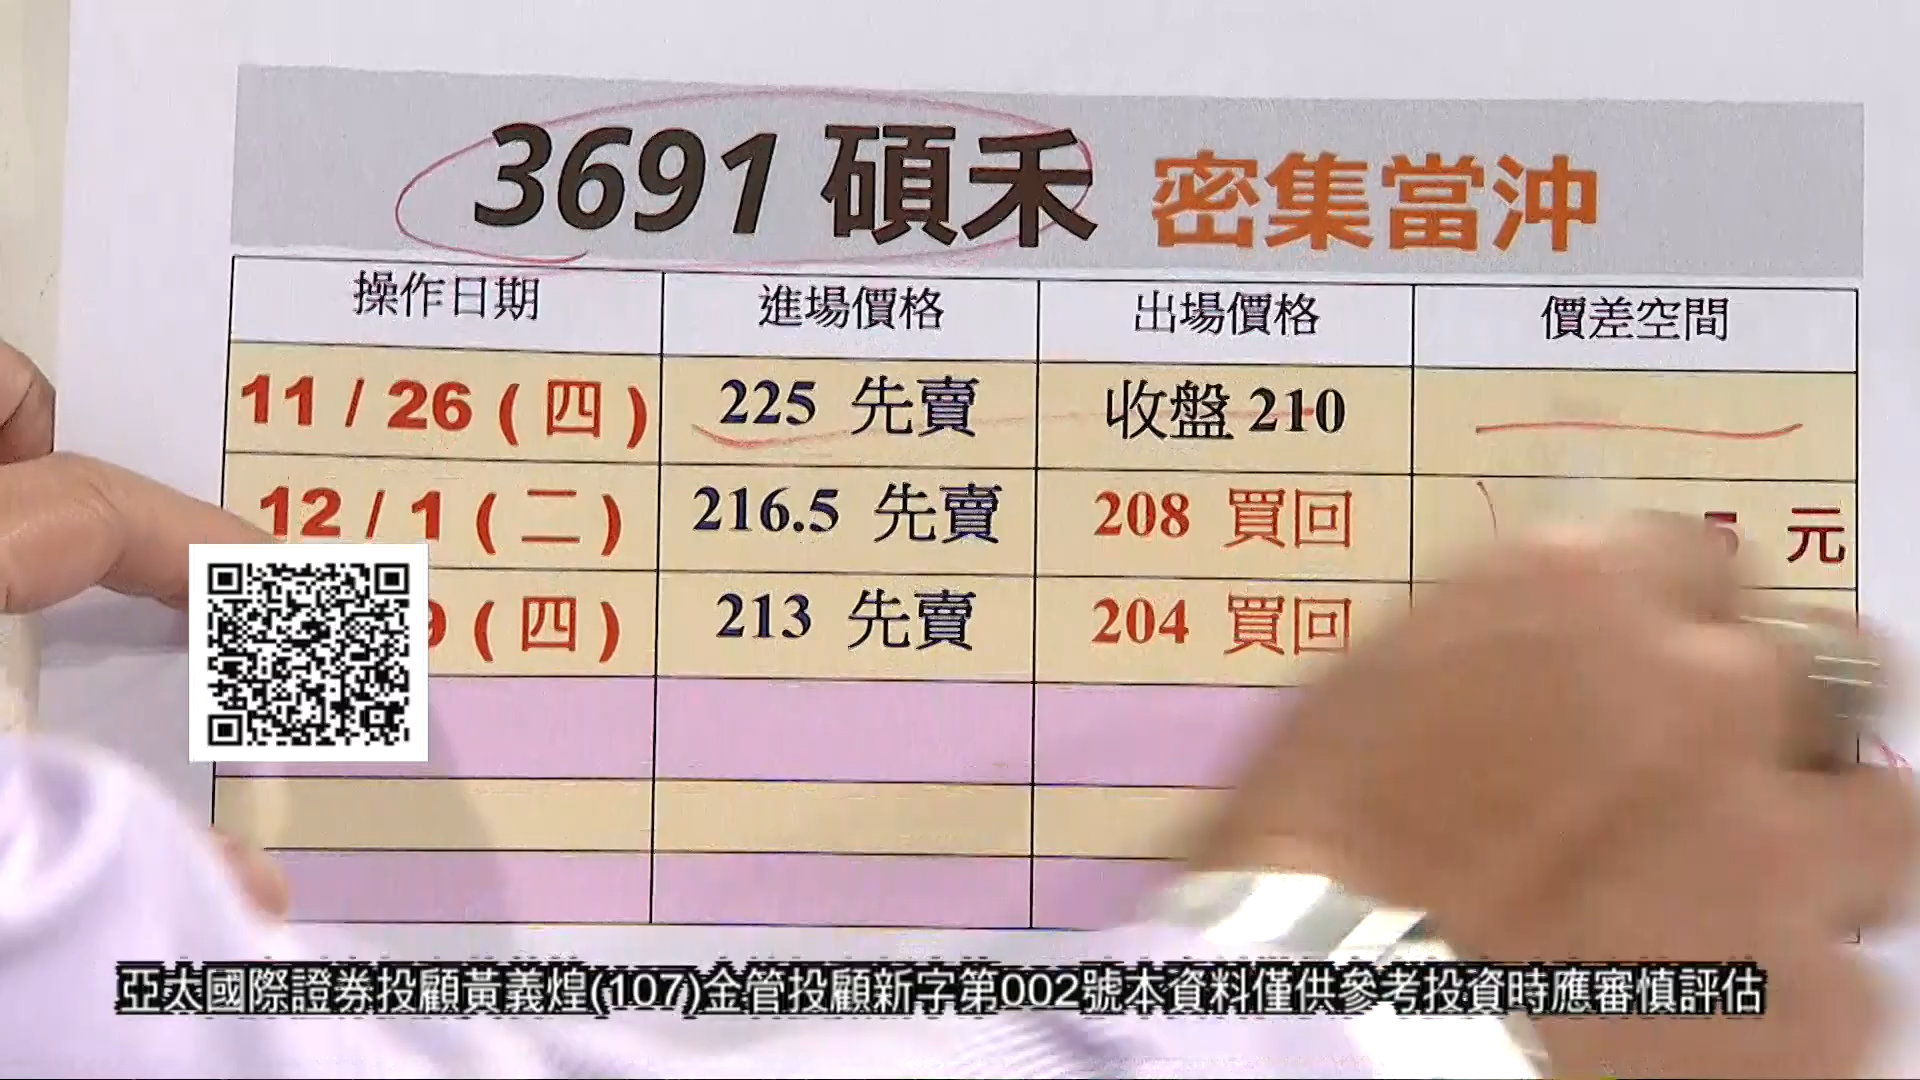 3691 碩禾 密集當沖
操作日期 進場價格 出場價格 價差空間
11 / 26 ( 四 ) 225 先賣 收盤 210
12 / 1 ( 二 ) 216.5 先賣 208 買回 5 元
9 ( 四 ) 213 先賣 204 買回
亞太國際證券投顧黃義煌(107)金管投顧新字第002號本資料僅供參考投資時應審慎評估